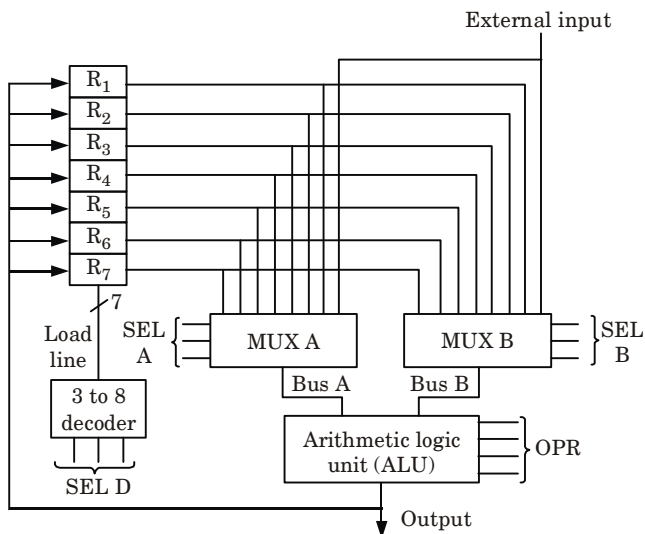 External input
R1
R2
R3
R4
R5
R6
R7
7
Load
line
SEL
A
MUX A
MUX B
SEL
B
Bus A
Bus B
3 to 8
decoder
SEL D
Arithmetic logic
unit (ALU)
OPR
Output